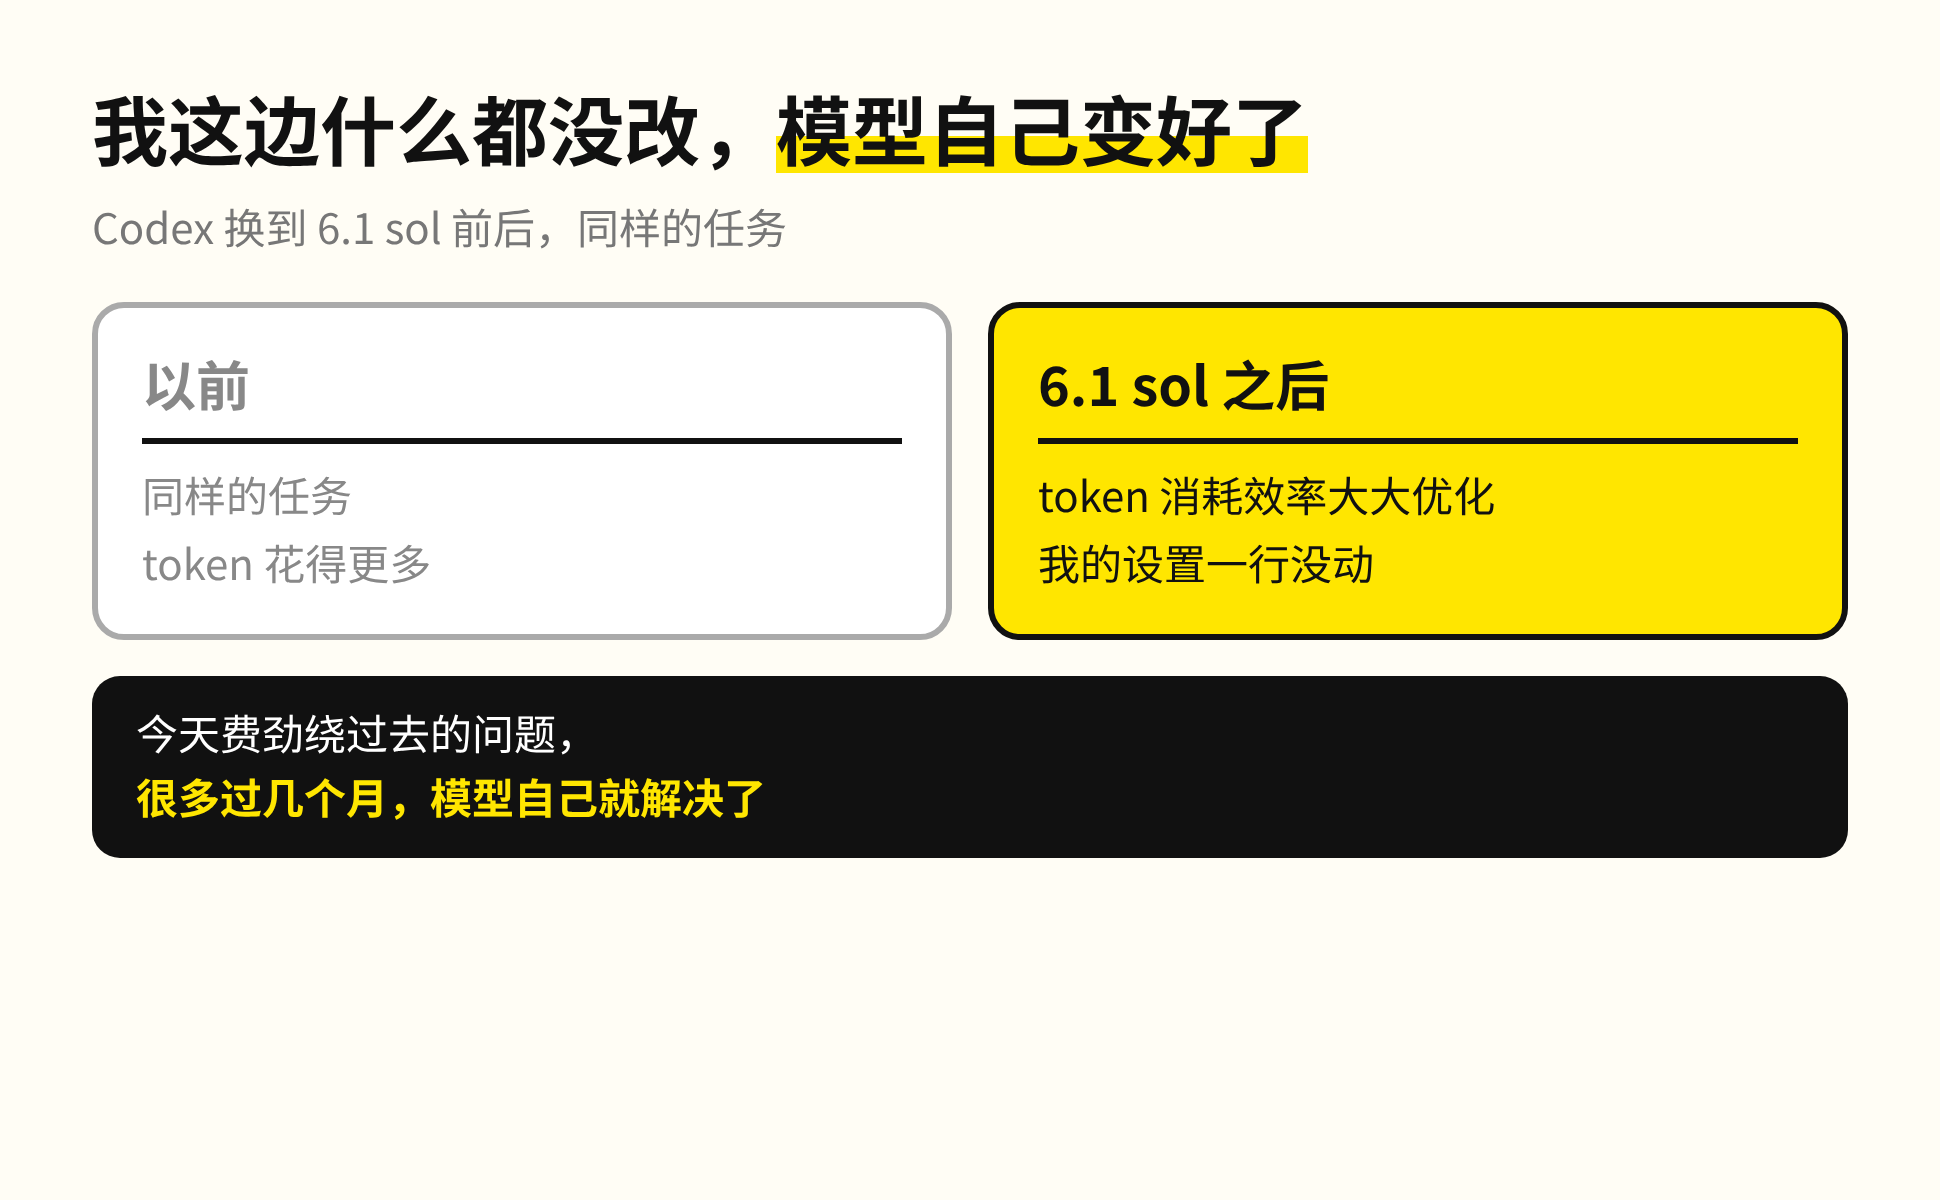 我这边什么都没改，模型自己变好了
Codex 换到 6.1 sol 前后，同样的任务
以前
同样的任务
token 花得更多
6.1 sol 之后
token 消耗效率大大优化
我的设置一行没动
今天费劲绕过去的问题，
很多过几个月，模型自己就解决了